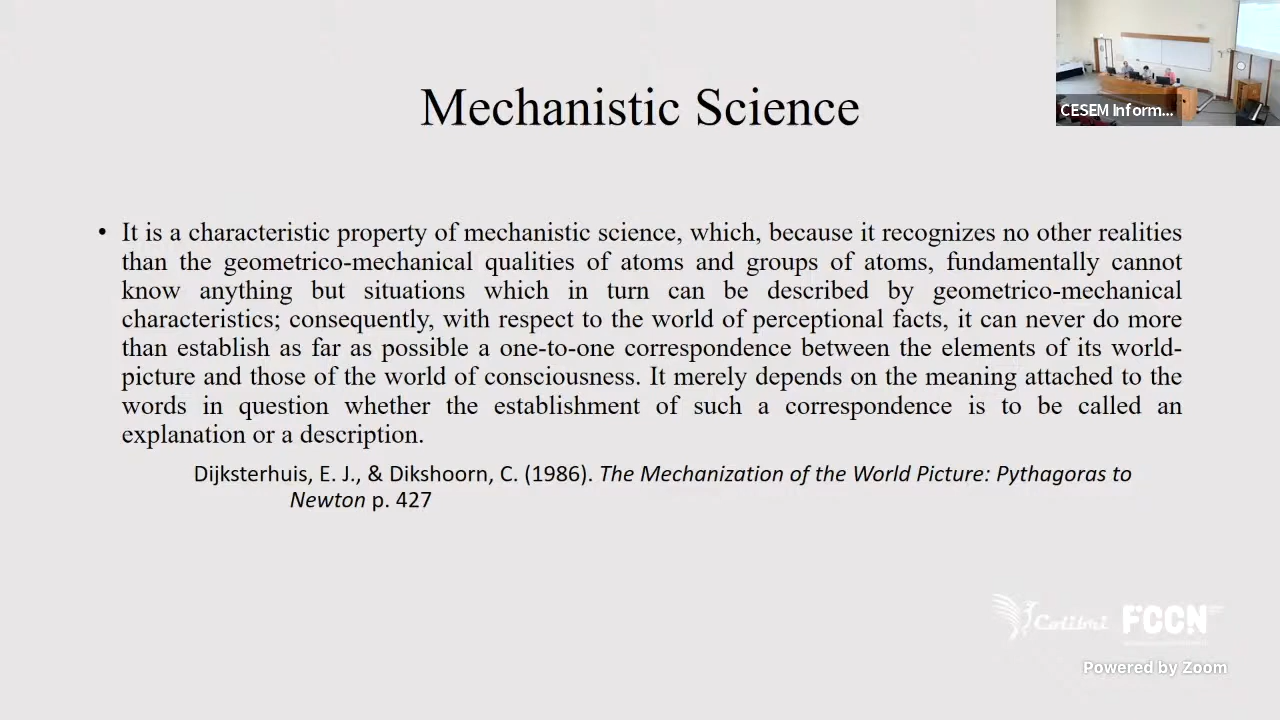 Mechanistic Science
CESEM Inform...
• It is a characteristic property of mechanistic science, which, because it recognizes no other realities
than the geometrico-mechanical qualities of atoms and groups of atoms, fundamentally cannot
know anything but situations which in turn can be described by geometrico-mechanical
characteristics; consequently, with respect to the world of perceptional facts, it can never do more
than establish as far as possible a one-to-one correspondence between the elements of its world-
picture and those of the world of consciousness. It merely depends on the meaning attached to the
words in question whether the establishment of such a correspondence is to be called an
explanation or a description.
Dijksterhuis, E. J., & Dikshoorn, C. (1986). The Mechanization of the World Picture: Pythagoras to
Newton p. 427
Colibri FCCN
Powered by Zoom